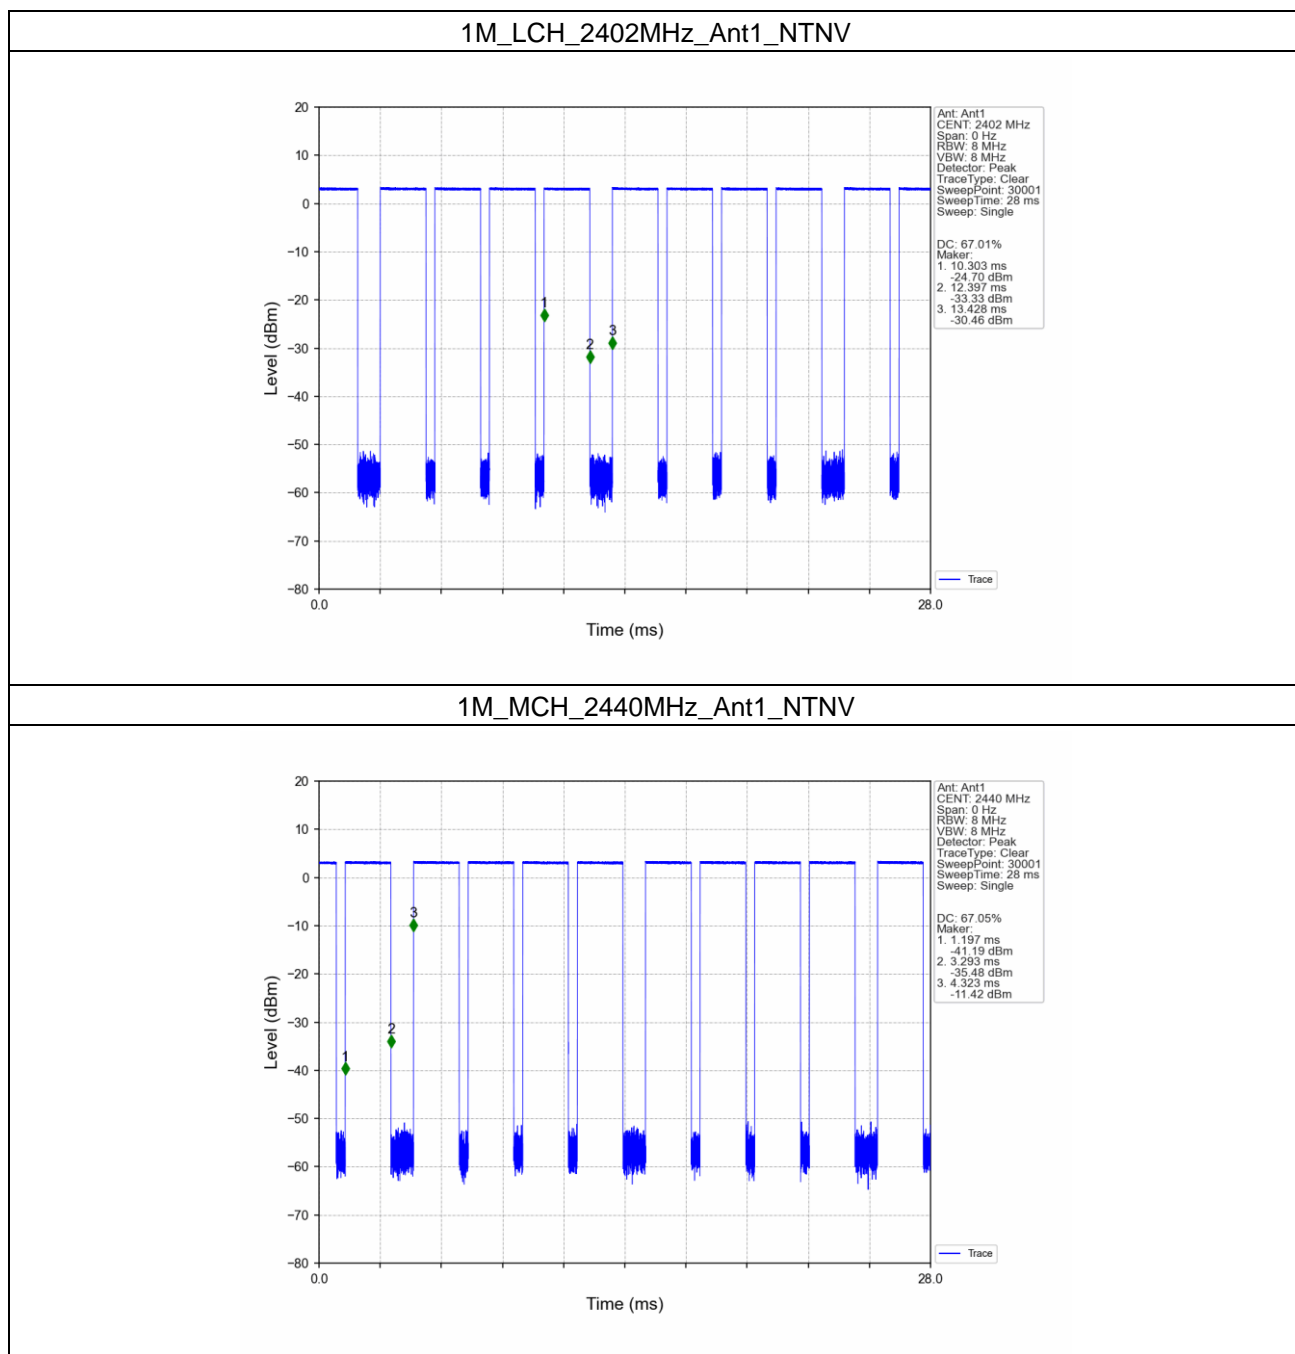 1M_LCH_2402MHz_Ant1_NTNV
20
10
0
−10
−20
−30
−40
−50
−60
−70
−80
Level (dBm)
0.0
28.0
Time (ms)
1
2
3
Ant: Ant1
CENT: 2402 MHz
Span: 0 Hz
RBW: 8 MHz
VBW: 8 MHz
Detector: Peak
TraceType: Clear
SweepPoint: 30001
SweepTime: 28 ms
Sweep: Single
DC: 67.01%
Maker:
1. 10.303 ms
-24.70 dBm
2. 12.397 ms
-33.33 dBm
3. 13.428 ms
-30.46 dBm
Trace
1M_MCH_2440MHz_Ant1_NTNV
20
10
0
−10
−20
−30
−40
−50
−60
−70
−80
Level (dBm)
0.0
28.0
Time (ms)
1
2
3
Ant: Ant1
CENT: 2440 MHz
Span: 0 Hz
RBW: 8 MHz
VBW: 8 MHz
Detector: Peak
TraceType: Clear
SweepPoint: 30001
SweepTime: 28 ms
Sweep: Single
DC: 67.05%
Maker:
1. 1.197 ms
-41.19 dBm
2. 3.293 ms
-35.48 dBm
3. 4.323 ms
-11.42 dBm
Trace